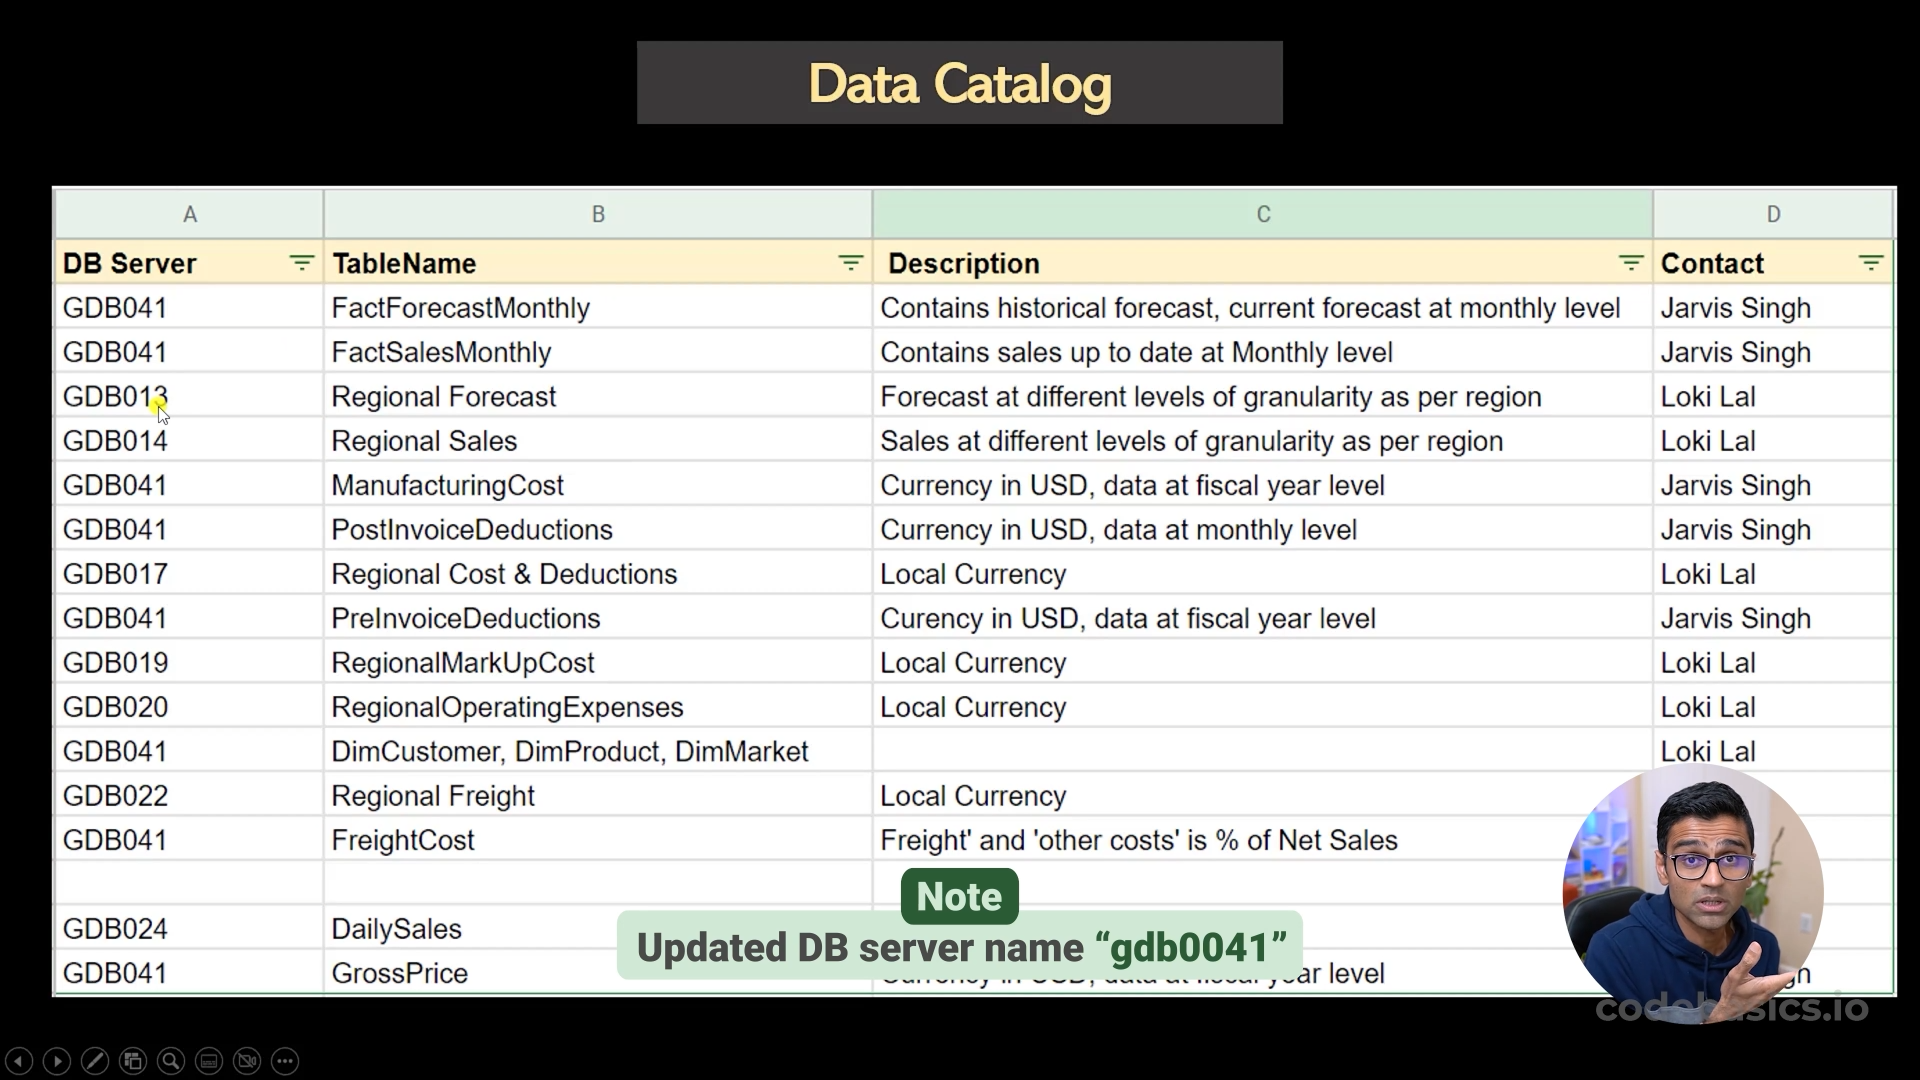 Data Catalog
A B C D
DB Server TableName Description Contact
GDB041 FactForecastMonthly Contains historical forecast, current forecast at monthly level Jarvis Singh
GDB041 FactSalesMonthly Contains sales up to date at Monthly level Jarvis Singh
GDB013 Regional Forecast Forecast at different levels of granularity as per region Loki Lal
GDB014 Regional Sales Sales at different levels of granularity as per region Loki Lal
GDB041 ManufacturingCost Currency in USD, data at fiscal year level Jarvis Singh
GDB041 PostInvoiceDeductions Currency in USD, data at monthly level Jarvis Singh
GDB017 Regional Cost & Deductions Local Currency Loki Lal
GDB041 PreInvoiceDeductions Curency in USD, data at fiscal year level Jarvis Singh
GDB019 RegionalMarkUpCost Local Currency Loki Lal
GDB020 RegionalOperatingExpenses Local Currency Loki Lal
GDB041 DimCustomer, DimProduct, DimMarket Loki Lal
GDB022 Regional Freight Local Currency
GDB041 FreightCost Freight' and 'other costs' is % of Net Sales
Note
GDB024 DailySales
Updated DB server name “gdb0041”
GDB041 GrossPrice Currency in USD, data at fiscal year level
codebasics.io